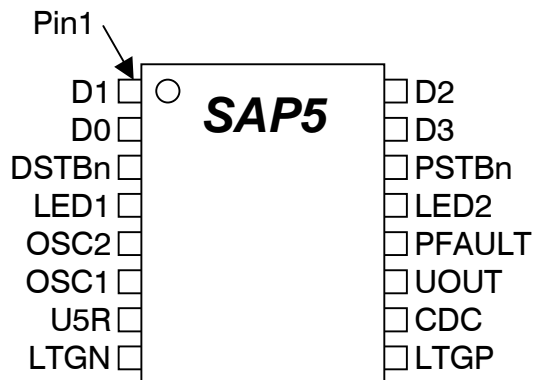 Pin1
SAP5
D1 D2
D0 D3
DSTBn PSTBn
LED1 LED2
OSC2 PFAULT
OSC1 UOUT
U5R CDC
LTGN LTGP